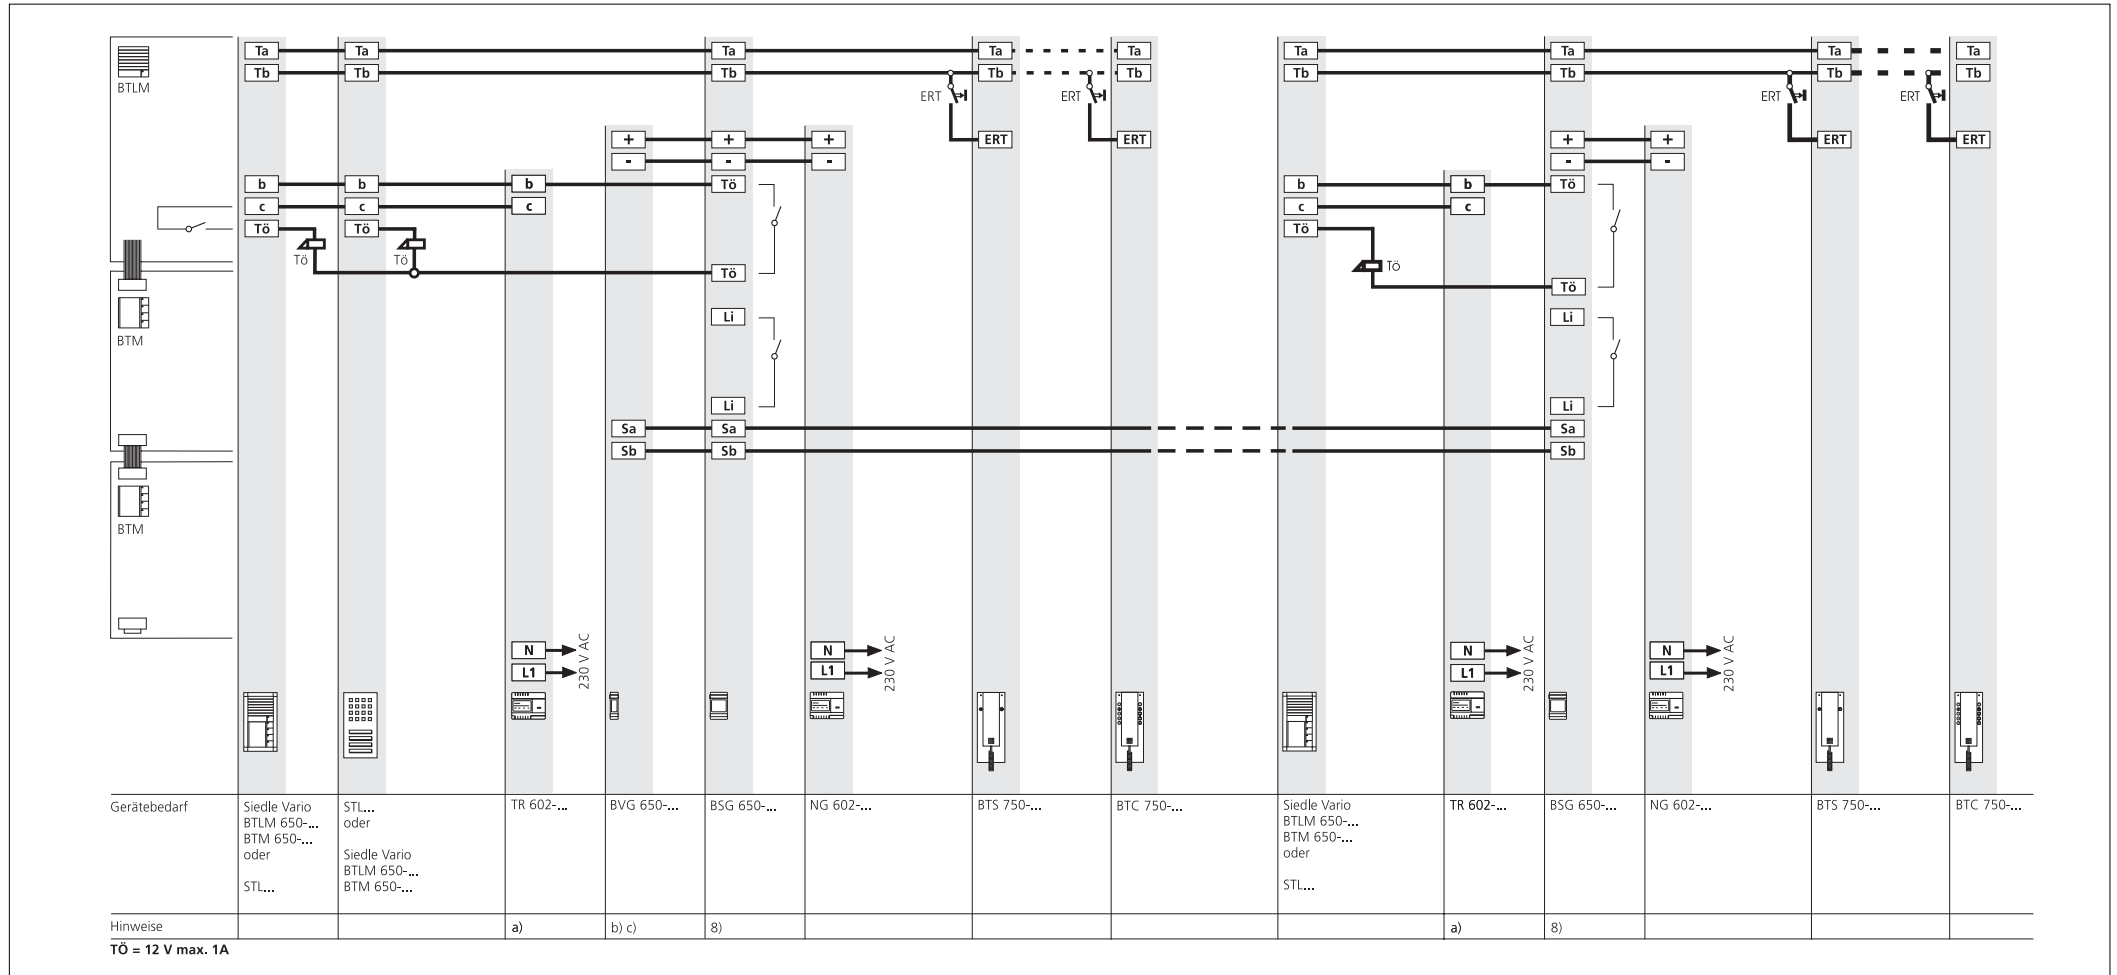 Ta Ta Ta Ta Ta Ta Ta Ta Ta
Tb Tb Tb Tb Tb Tb Tb Tb Tb
BTLM
ERT ERT ERT ERT
+ + + ERT ERT + + ERT ERT
- - - - -
b b b Tö b b Tö
c c c c c
Tö Tö Tö
Tö Tö Tö
Tö Tö
Li Li
BTM
Li Li
Sa Sa Sa
Sb Sb Sb
BTM
N N N N
L1 L1 L1 L1
230 V AC 230 V AC 230 V AC 230 V AC
Gerätebedarf
Siedle Vario
BTLM 650-...
BTM 650-...
oder
STL...
STL...
oder
Siedle Vario
BTLM 650-...
BTM 650-...
TR 602-...
BVG 650-...
BSG 650-...
NG 602-...
BTS 750-...
BTC 750-...
Siedle Vario
BTLM 650-...
BTM 650-...
oder
STL...
TR 602-...
BSG 650-...
NG 602-...
BTS 750-...
BTC 750-...
Hinweise a) b) c) 8) a) 8)
TÖ = 12 V max. 1A